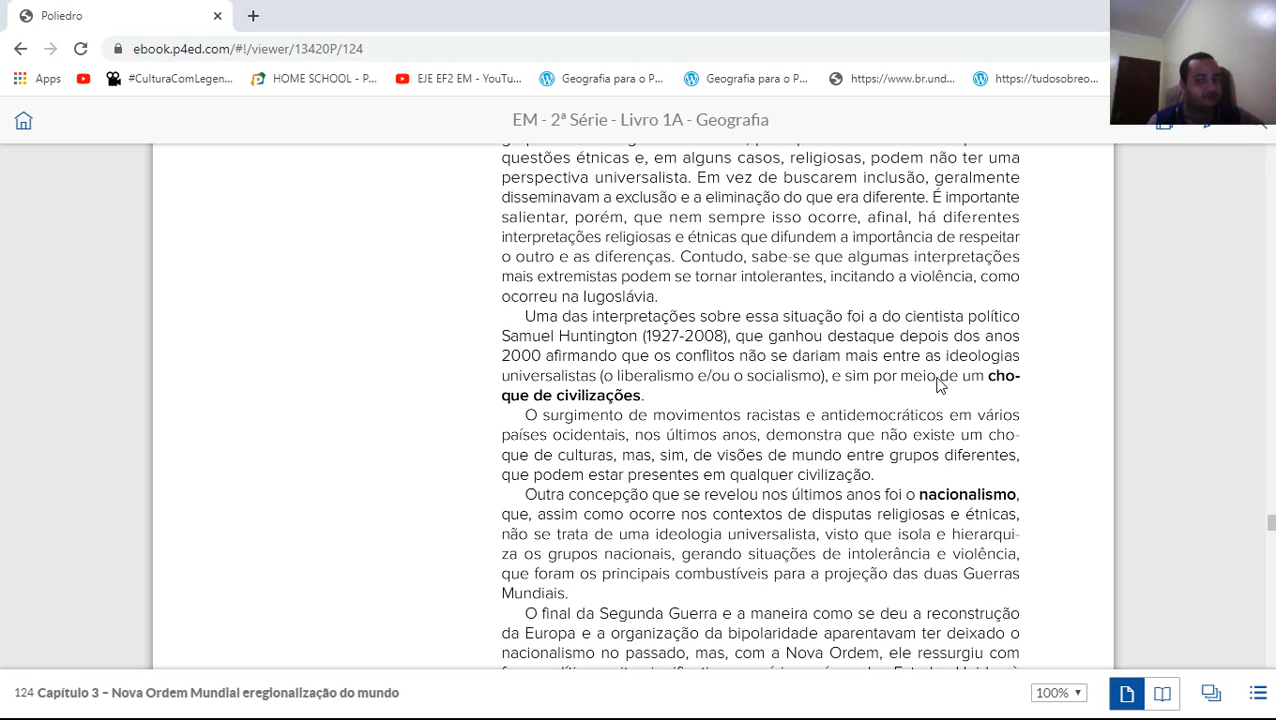 Poliedro
ebook.p4ed.com/#!/viewer/13420P/124
Apps
#CulturaComLegen...
HOME SCHOOL - P...
EJE EF2 EM - YouTu...
Geografia para o P...
Geografia para o P...
https://www.br.und...
https://tudosobreo...
EM - 2ª Série - Livro 1A - Geografia
questões étnicas e, em alguns casos, religiosas, podem não ter uma
perspectiva universalista. Em vez de buscarem inclusão, geralmente
disseminavam a exclusão e a eliminação do que era diferente. É importante
salientar, porém, que nem sempre isso ocorre, afinal, há diferentes
interpretações religiosas e étnicas que difundem a importância de respeitar
o outro e as diferenças. Contudo, sabe-se que algumas interpretações
mais extremistas podem se tornar intolerantes, incitando a violência, como
ocorreu na Iugoslávia.
Uma das interpretações sobre essa situação foi a do cientista político
Samuel Huntington (1927-2008), que ganhou destaque depois dos anos
2000 afirmando que os conflitos não se dariam mais entre as ideologias
universalistas (o liberalismo e/ou o socialismo), e sim por meio de um cho-
que de civilizações.
O surgimento de movimentos racistas e antidemocráticos em vários
países ocidentais, nos últimos anos, demonstra que não existe um cho-
que de culturas, mas, sim, de visões de mundo entre grupos diferentes,
que podem estar presentes em qualquer civilização.
Outra concepção que se revelou nos últimos anos foi o nacionalismo,
que, assim como ocorre nos contextos de disputas religiosas e étnicas,
não se trata de uma ideologia universalista, visto que isola e hierarqui-
za os grupos nacionais, gerando situações de intolerância e violência,
que foram os principais combustíveis para a projeção das duas Guerras
Mundiais.
O final da Segunda Guerra e a maneira como se deu a reconstrução
da Europa e a organização da bipolaridade aparentavam ter deixado o
nacionalismo no passado, mas, com a Nova Ordem, ele ressurgiu com
124 Capítulo 3 – Nova Ordem Mundial eregionalização do mundo
100%